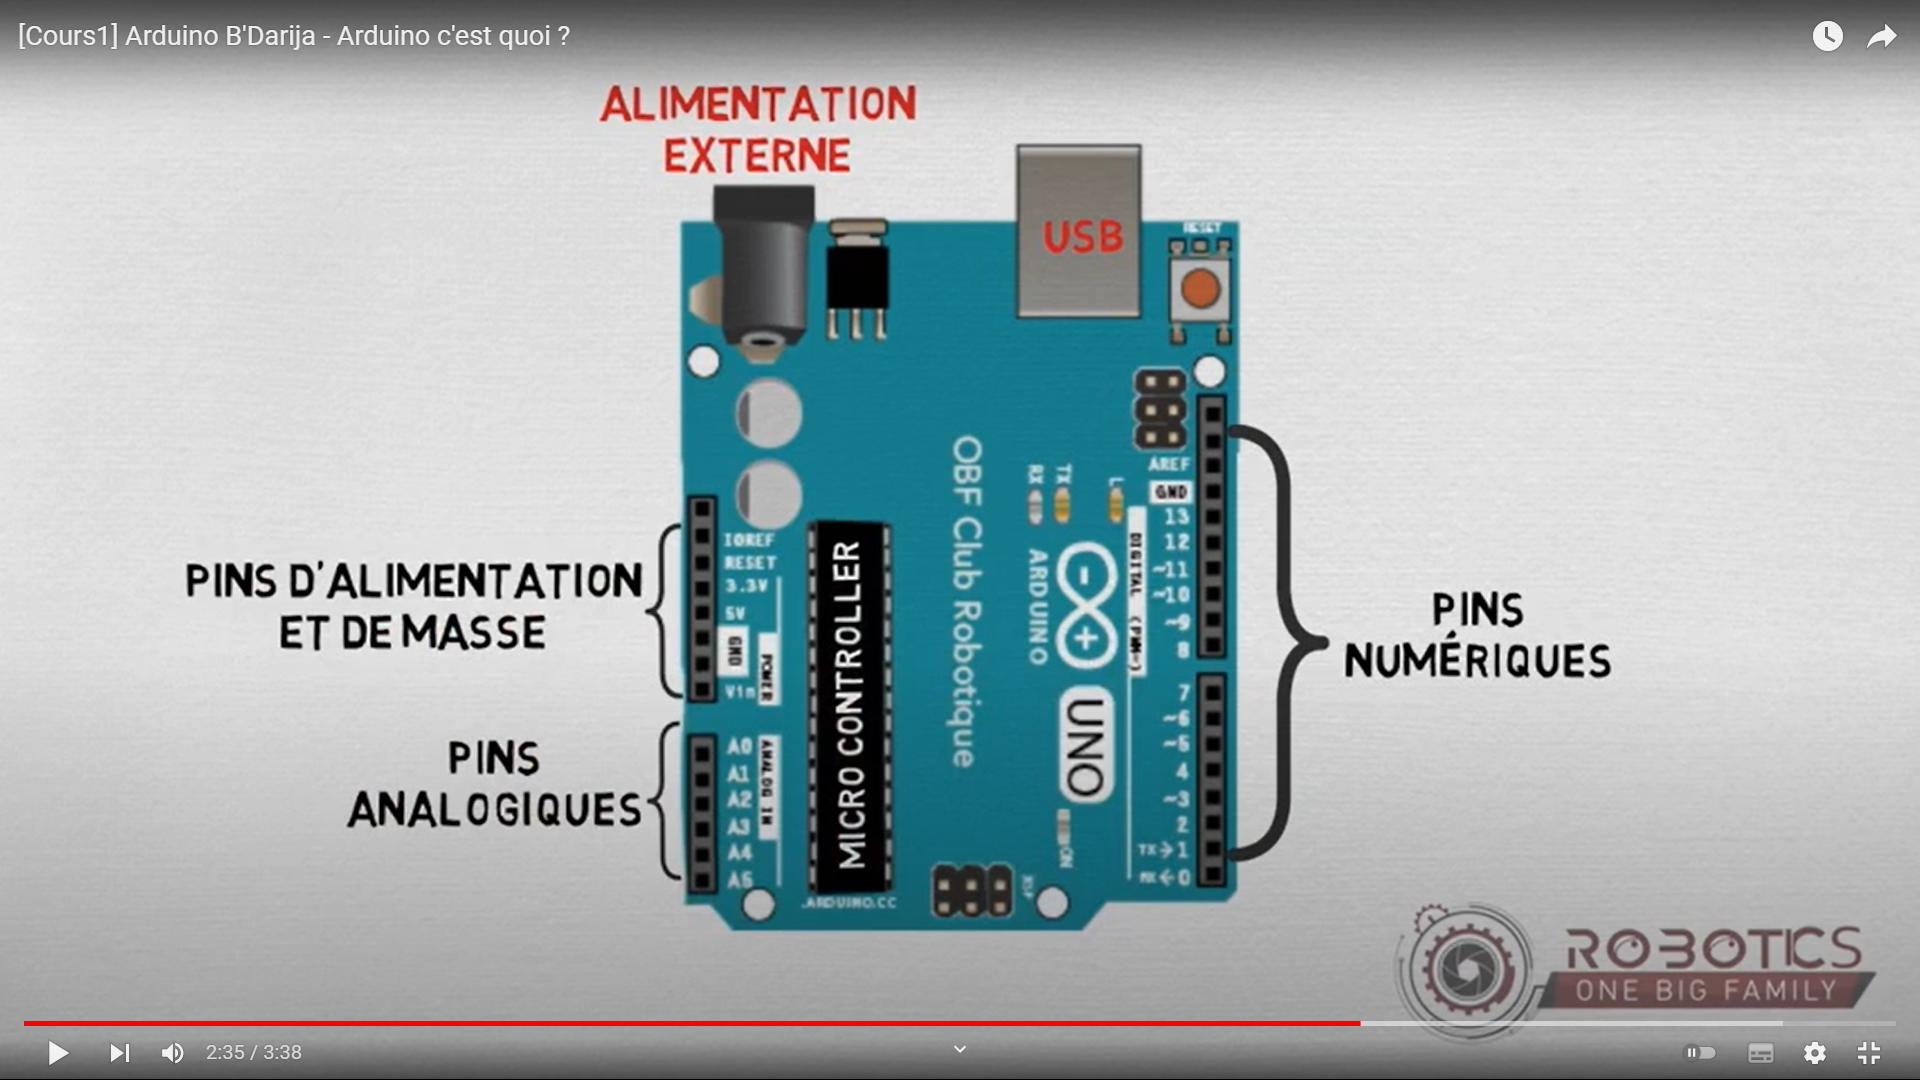 [Cours1] Arduino B'Darija - Arduino c'est quoi ?
ALIMENTATION
EXTERNE
USB
RESET
AREF
GND
13
12
~11
~10
~9
8
7
~6
~5
4
~3
2
TX→1
RX←0
DIGITAL (PWM~)
RX
TX
L
ARDUINO
UNO
ON
OBF Club Robotique
MICRO CONTROLLER
IOREF
RESET
3.3V
5V
GND
Vin
POWER
A0
A1
A2
A3
A4
A5
ANALOG IN
.ARDUINO.CC
PINS D'ALIMENTATION
ET DE MASSE
PINS
ANALOGIQUES
PINS
NUMÉRIQUES
ROBOTICS
ONE BIG FAMILY
2:35 / 3:38